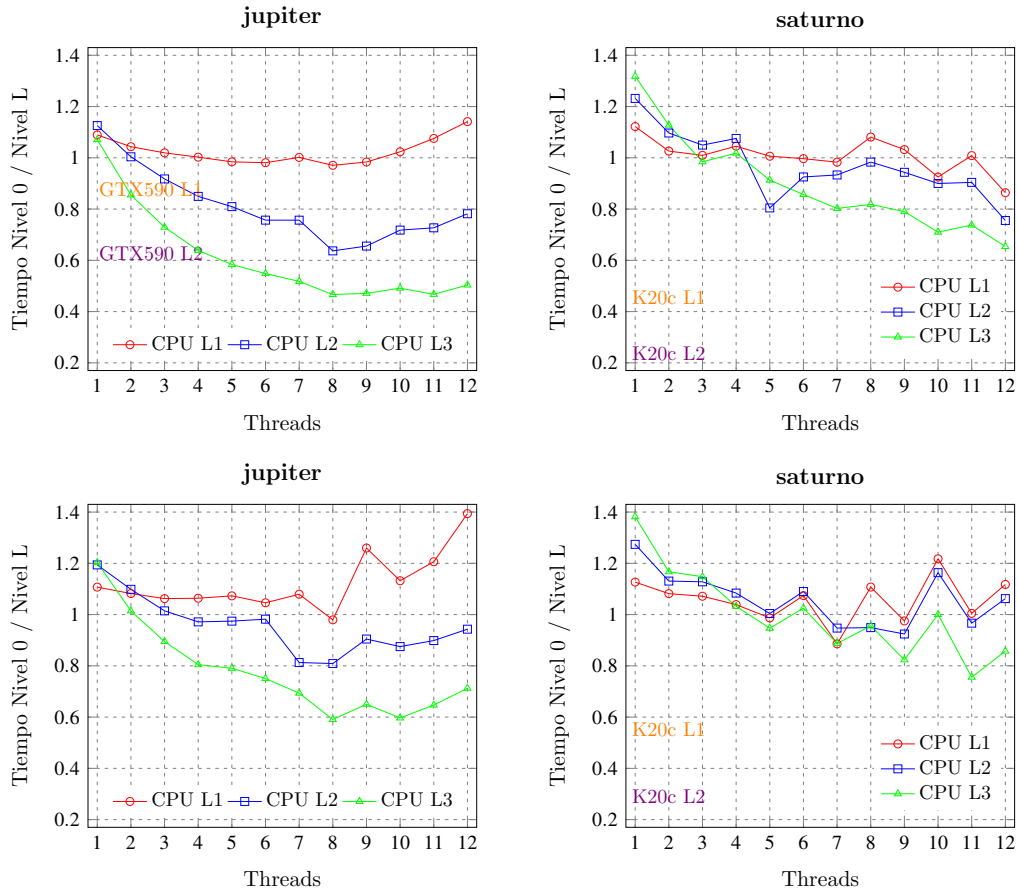 jupiter
Tiempo Nivel 0 / Nivel L
1.4
1.2
1
0.8
0.6
0.4
0.2
GTX590 L1
GTX590 L2
CPU L1 CPU L2 CPU L3
1 2 3 4 5 6 7 8 9 10 11 12
Threads
saturno
Tiempo Nivel 0 / Nivel L
1.4
1.2
1
0.8
0.6
0.4
0.2
K20c L1
K20c L2
CPU L1
CPU L2
CPU L3
1 2 3 4 5 6 7 8 9 10 11 12
Threads
jupiter
Tiempo Nivel 0 / Nivel L
1.4
1.2
1
0.8
0.6
0.4
0.2
CPU L1 CPU L2 CPU L3
1 2 3 4 5 6 7 8 9 10 11 12
Threads
saturno
Tiempo Nivel 0 / Nivel L
1.4
1.2
1
0.8
0.6
0.4
0.2
K20c L1
K20c L2
CPU L1
CPU L2
CPU L3
1 2 3 4 5 6 7 8 9 10 11 12
Threads